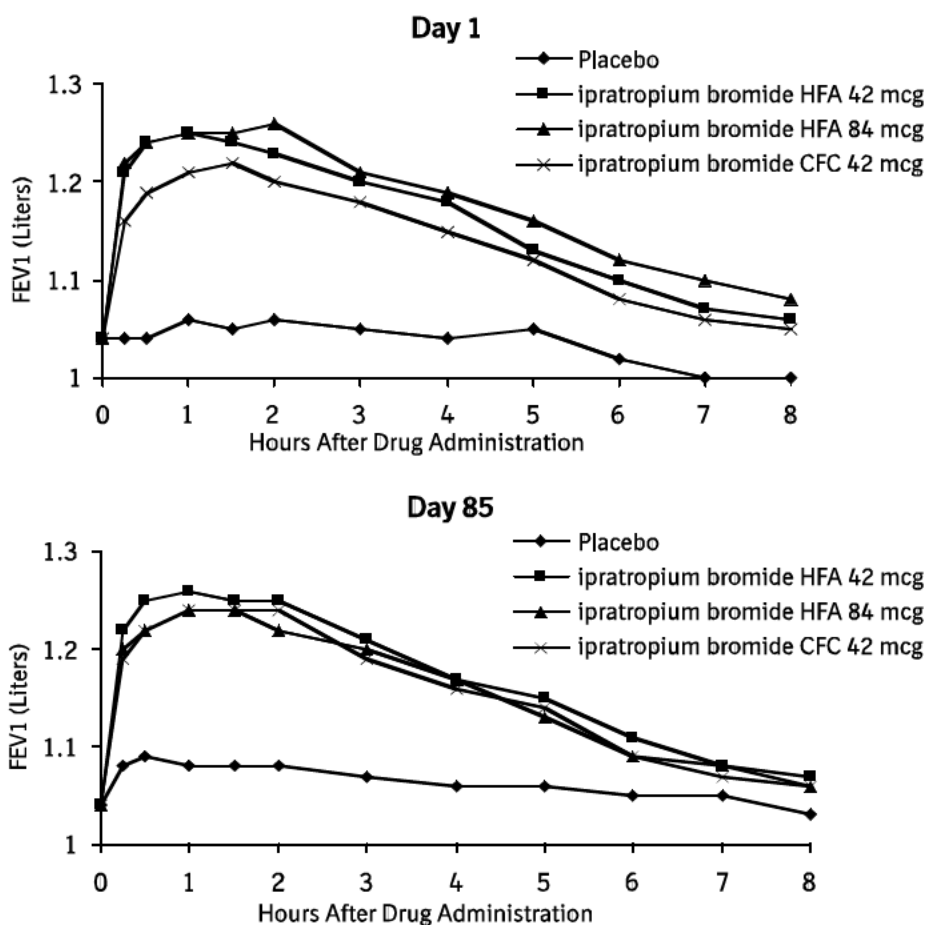 Day 1
Placebo
ipratropium bromide HFA 42 mcg
ipratropium bromide HFA 84 mcg
ipratropium bromide CFC 42 mcg
1.3
1.2
1.1
1
FEV1 (Liters)
0 1 2 3 4 5 6 7 8
Hours After Drug Administration
Day 85
Placebo
ipratropium bromide HFA 42 mcg
ipratropium bromide HFA 84 mcg
ipratropium bromide CFC 42 mcg
1.3
1.2
1.1
1
FEV1 (Liters)
0 1 2 3 4 5 6 7 8
Hours After Drug Administration